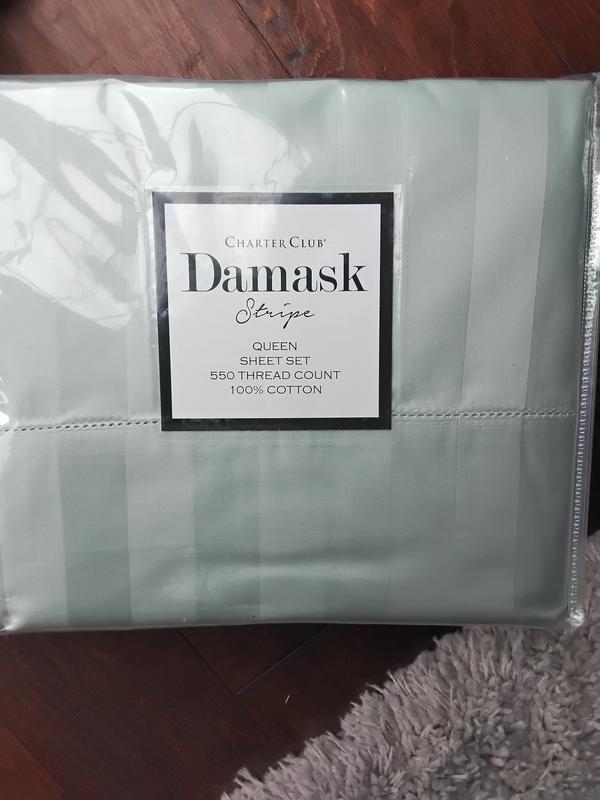 CHARTER CLUB®
Damask
Stripe
QUEEN
SHEET SET
550 THREAD COUNT
100% COTTON